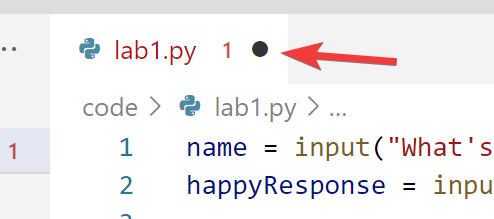 lab1.py 1
code > lab1.py > ...
1
1 name = input("What's
2 happyResponse = inpu